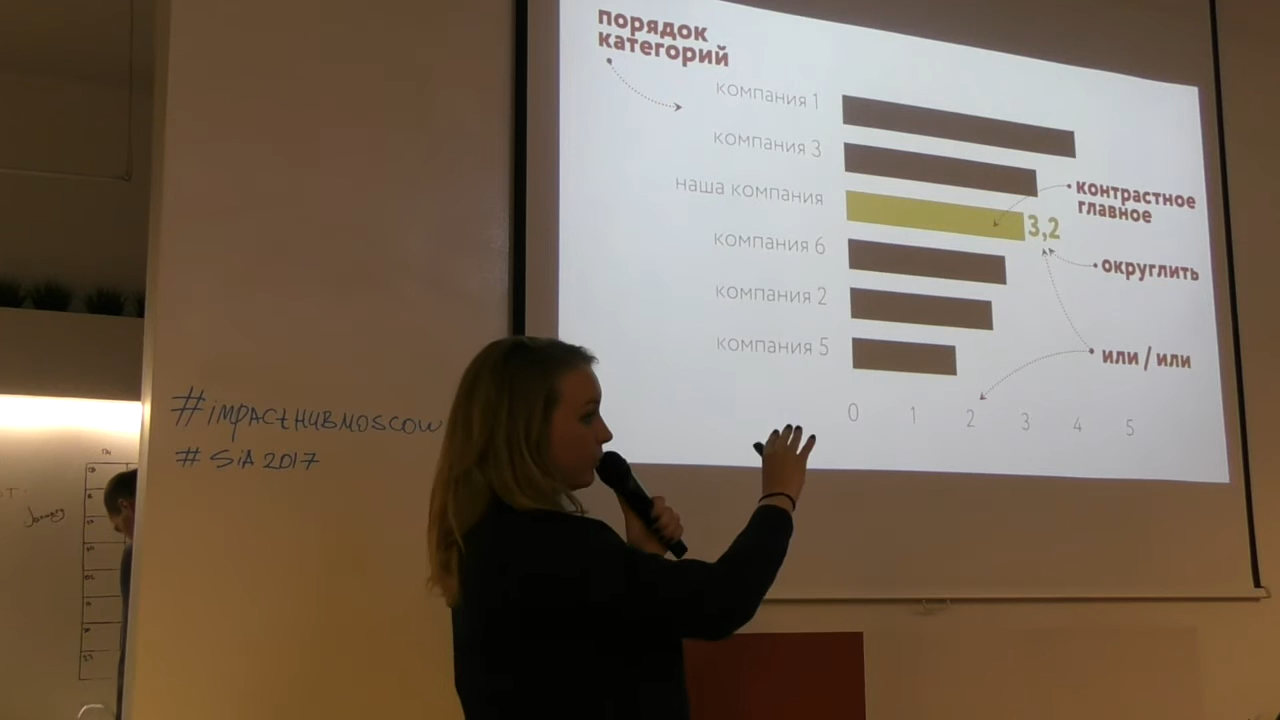 порядок
категорий
компания 1
компания 3
наша компания
компания 6
компания 2
компания 5
3,2
контрастное
главное
округлить
или / или
0 1 2 3 4 5
#IMPACTHUBMOSCOW
# SiA 2017
January